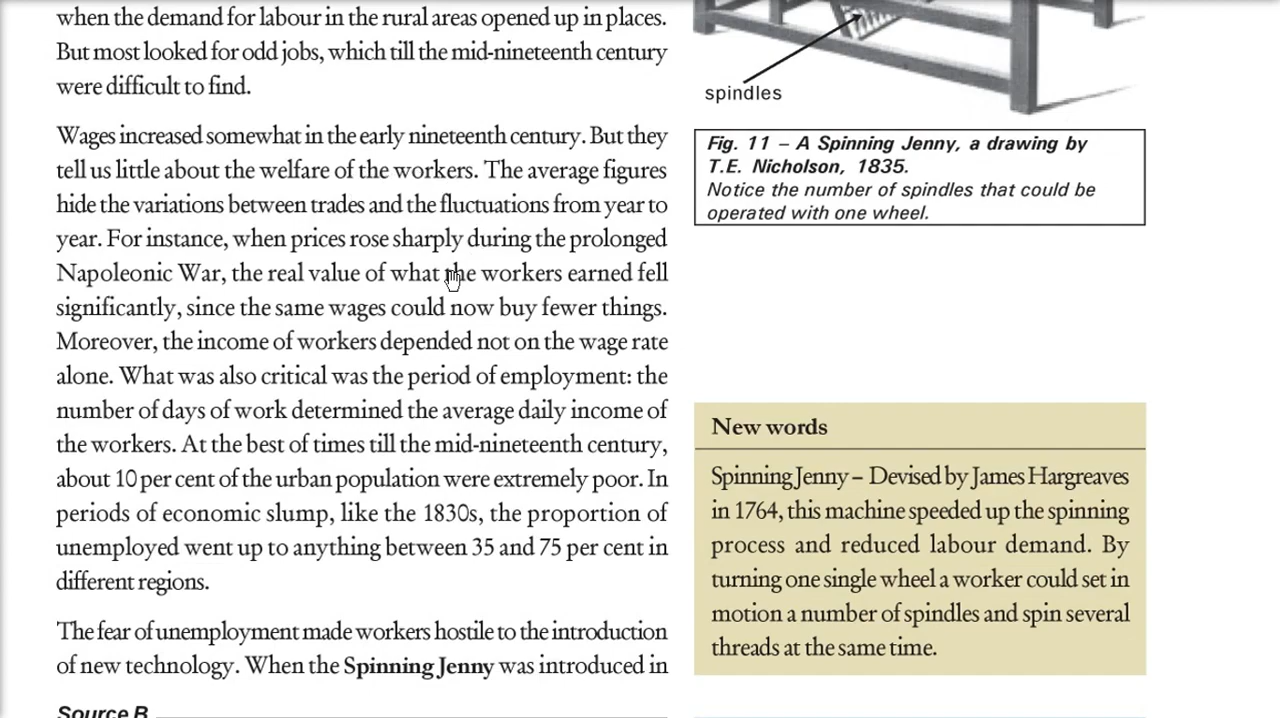 when the demand for labour in the rural areas opened up in places.
But most looked for odd jobs, which till the mid-nineteenth century
were difficult to find.
Wages increased somewhat in the early nineteenth century. But they
tell us little about the welfare of the workers. The average figures
hide the variations between trades and the fluctuations from year to
year. For instance, when prices rose sharply during the prolonged
Napoleonic War, the real value of what the workers earned fell
significantly, since the same wages could now buy fewer things.
Moreover, the income of workers depended not on the wage rate
alone. What was also critical was the period of employment: the
number of days of work determined the average daily income of
the workers. At the best of times till the mid-nineteenth century,
about 10 per cent of the urban population were extremely poor. In
periods of economic slump, like the 1830s, the proportion of
unemployed went up to anything between 35 and 75 per cent in
different regions.
The fear of unemployment made workers hostile to the introduction
of new technology. When the Spinning Jenny was introduced in
Source B
spindles
Fig. 11 – A Spinning Jenny, a drawing by
T.E. Nicholson, 1835.
Notice the number of spindles that could be
operated with one wheel.
New words
Spinning Jenny – Devised by James Hargreaves
in 1764, this machine speeded up the spinning
process and reduced labour demand. By
turning one single wheel a worker could set in
motion a number of spindles and spin several
threads at the same time.